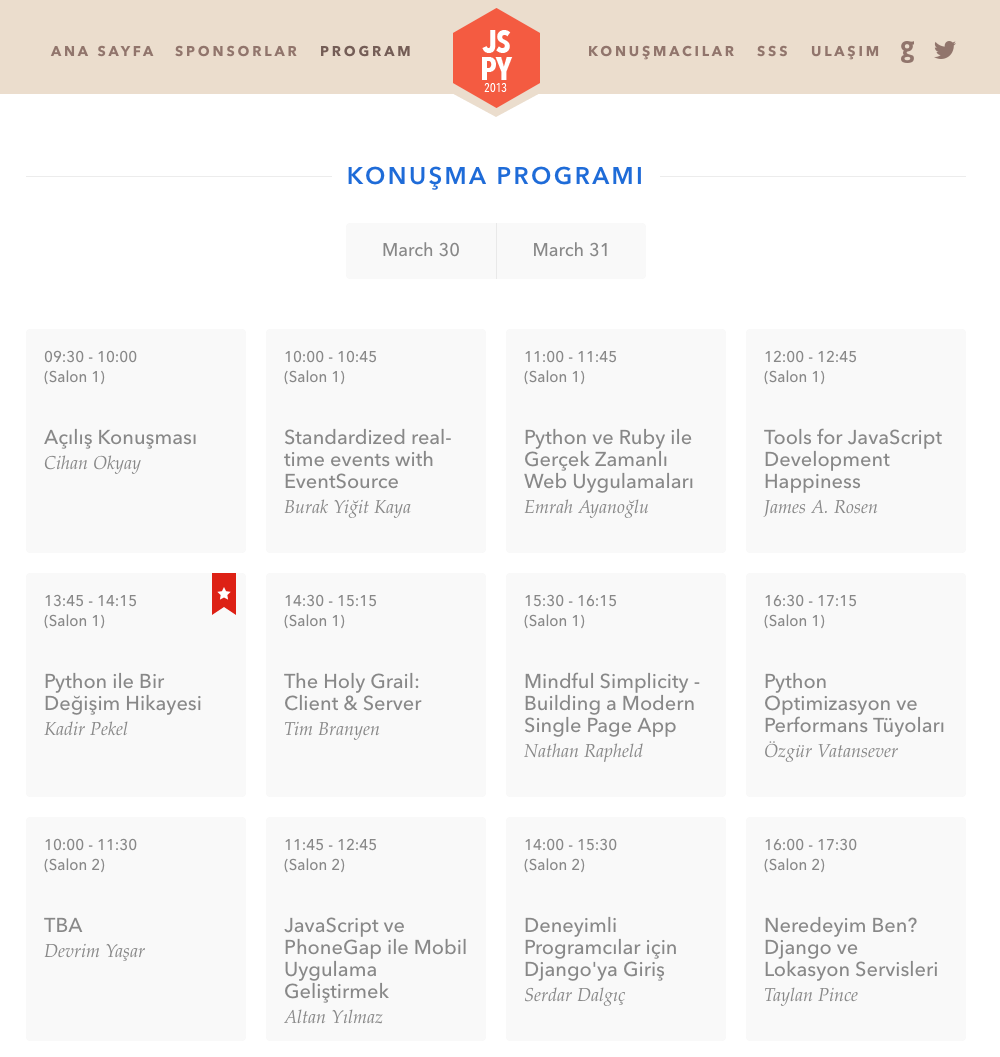 ANA SAYFA SPONSORLAR PROGRAM
JS
PY
2013
KONUŞMACILAR SSS ULAŞIM g
KONUŞMA PROGRAMI
March 30
March 31
09:30 - 10:00
(Salon 1)
Açılış Konuşması
Cihan Okyay
10:00 - 10:45
(Salon 1)
Standardized real-
time events with
EventSource
Burak Yiğit Kaya
11:00 - 11:45
(Salon 1)
Python ve Ruby ile
Gerçek Zamanlı
Web Uygulamaları
Emrah Ayanoğlu
12:00 - 12:45
(Salon 1)
Tools for JavaScript
Development
Happiness
James A. Rosen
13:45 - 14:15
(Salon 1)
Python ile Bir
Değişim Hikayesi
Kadir Pekel
14:30 - 15:15
(Salon 1)
The Holy Grail:
Client & Server
Tim Branyen
15:30 - 16:15
(Salon 1)
Mindful Simplicity -
Building a Modern
Single Page App
Nathan Rapheld
16:30 - 17:15
(Salon 1)
Python
Optimizasyon ve
Performans Tüyoları
Özgür Vatansever
10:00 - 11:30
(Salon 2)
TBA
Devrim Yaşar
11:45 - 12:45
(Salon 2)
JavaScript ve
PhoneGap ile Mobil
Uygulama
Geliştirmek
Altan Yılmaz
14:00 - 15:30
(Salon 2)
Deneyimli
Programcılar için
Django'ya Giriş
Serdar Dalgıç
16:00 - 17:30
(Salon 2)
Neredeyim Ben?
Django ve
Lokasyon Servisleri
Taylan Pince